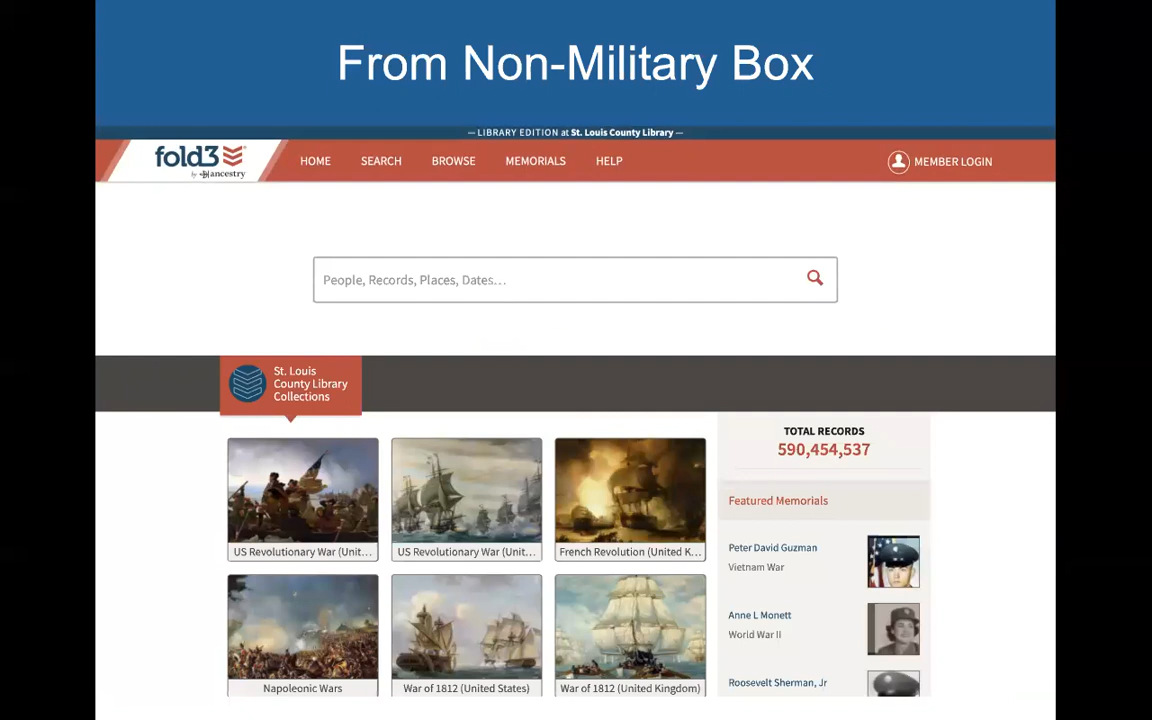 From Non-Military Box
— LIBRARY EDITION at St. Louis County Library —
fold3
by ancestry
HOME SEARCH BROWSE MEMORIALS HELP MEMBER LOGIN
People, Records, Places, Dates...
St. Louis
County Library
Collections
US Revolutionary War (Unit...
US Revolutionary War (Unit...
French Revolution (United K...
Napoleonic Wars
War of 1812 (United States)
War of 1812 (United Kingdom)
TOTAL RECORDS
590,454,537
Featured Memorials
Peter David Guzman
Vietnam War
Anne L Monett
World War II
Roosevelt Sherman, Jr